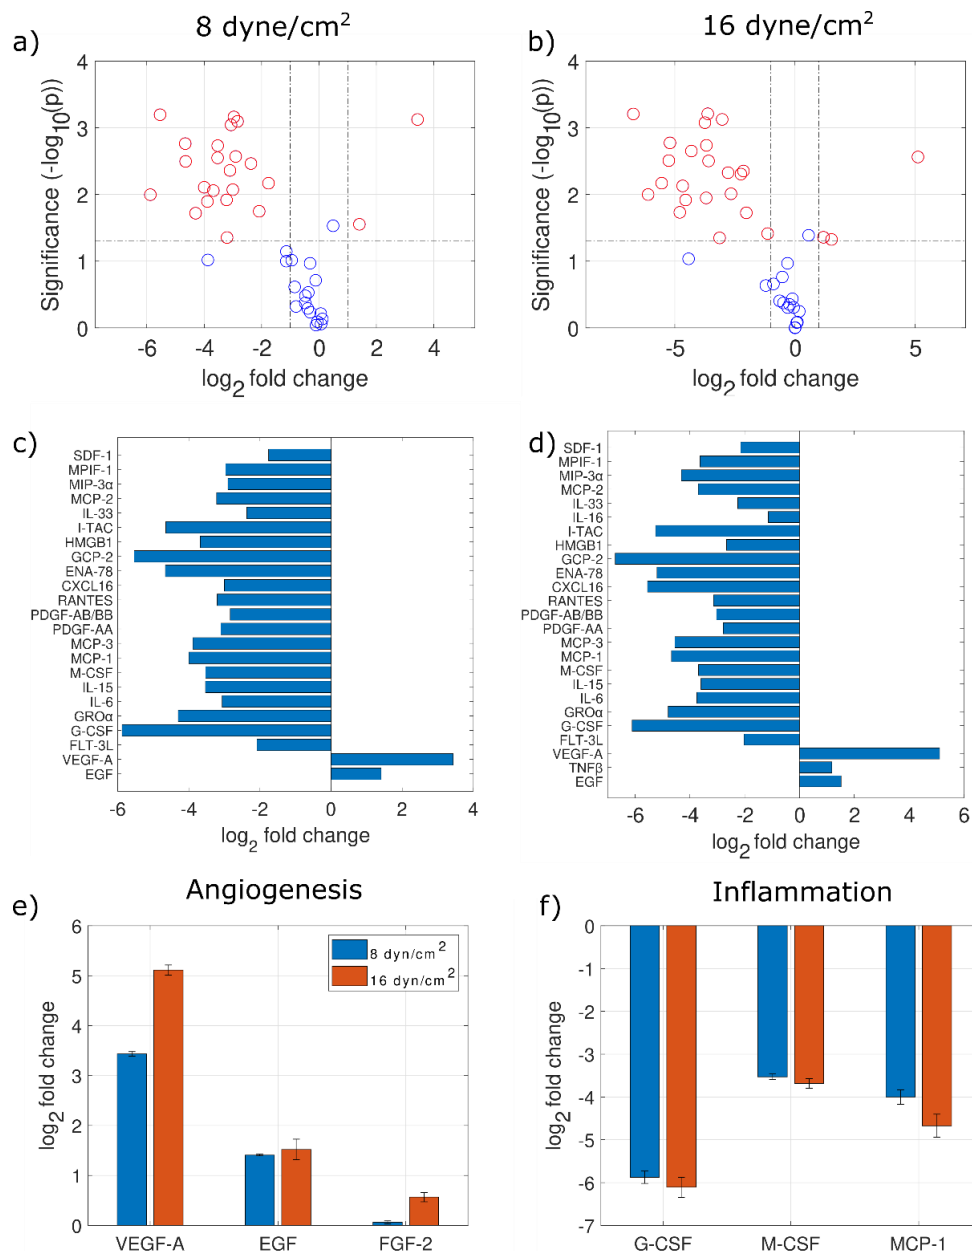 8 dyne/cm²
16 dyne/cm²
a)
b)
Significance (-log10(p))
4
3
2
1
0
-6
-4
-2
0
2
4
log2 fold change
Significance (-log10(p))
4
3
2
1
0
-5
0
5
log2 fold change
c)
SDF-1
MPIF-1
MIP-3α
MCP-2
IL-33
I-TAC
HMGB1
GCP-2
ENA-78
CXCL16
RANTES
PDGF-AB/BB
PDGF-AA
MCP-3
MCP-1
M-CSF
IL-15
IL-6
GROα
G-CSF
FLT-3L
VEGF-A
EGF
-6
-4
-2
0
2
4
log2 fold change
d)
SDF-1
MPIF-1
MIP-3α
MCP-2
IL-33
IL-16
I-TAC
HMGB1
GCP-2
ENA-78
CXCL16
RANTES
PDGF-AB/BB
PDGF-AA
MCP-3
MCP-1
M-CSF
IL-15
IL-6
GROα
G-CSF
FLT-3L
VEGF-A
TNFβ
EGF
-6
-4
-2
0
2
4
6
log2 fold change
e)
Angiogenesis
8 dyn/cm²
16 dyn/cm²
log2 fold change
6
5
4
3
2
1
0
VEGF-A
EGF
FGF-2
f)
Inflammation
log2 fold change
-0
-1
-2
-3
-4
-5
-6
-7
G-CSF
M-CSF
MCP-1